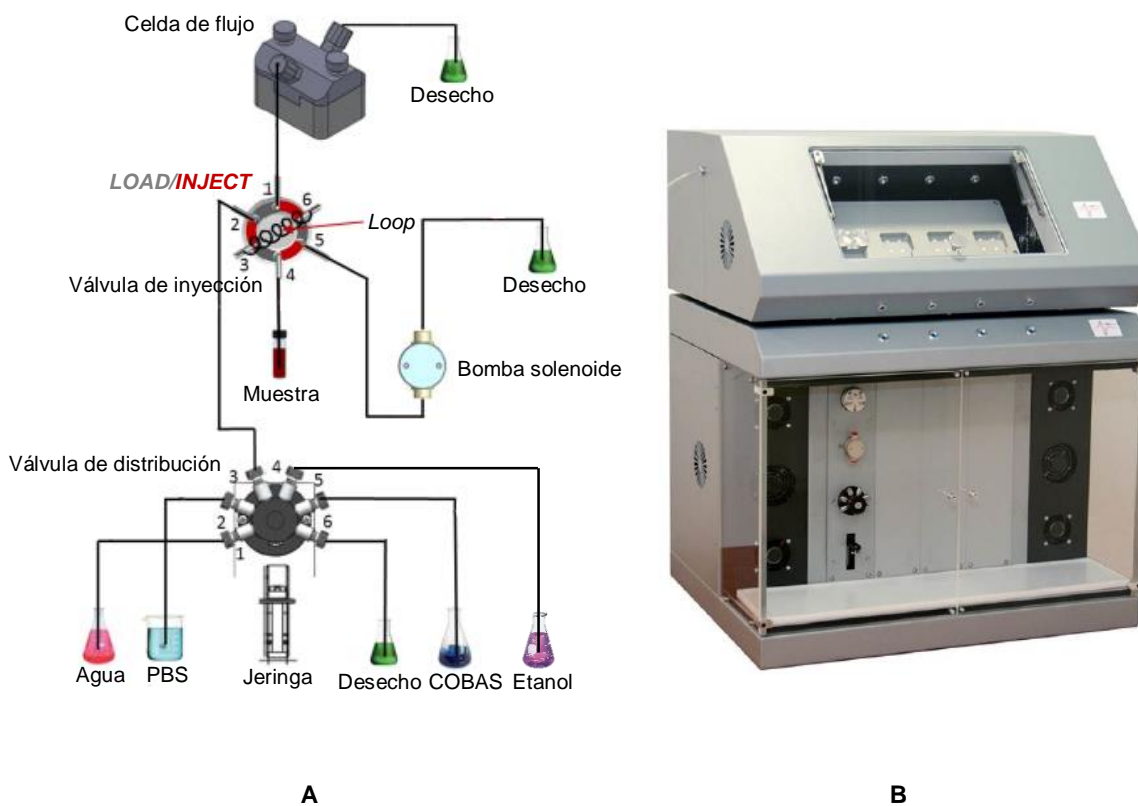 Celda de flujo
Desecho
LOAD/INJECT
1
6
2
Loop
5
3
4
Válvula de inyección
Desecho
Bomba solenoide
Muestra
Válvula de distribución
4
3
5
2
6
1
Agua
PBS
Jeringa
Desecho
COBAS
Etanol
A
B